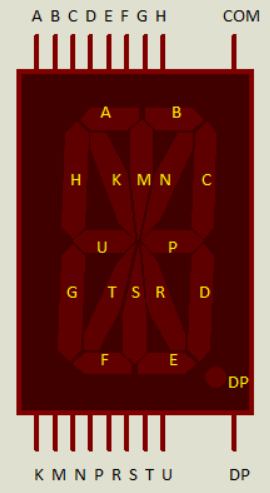 A B C D E F G H COM
A B
H K M N C
U P
G T S R D
F E
DP
K M N P R S T U DP